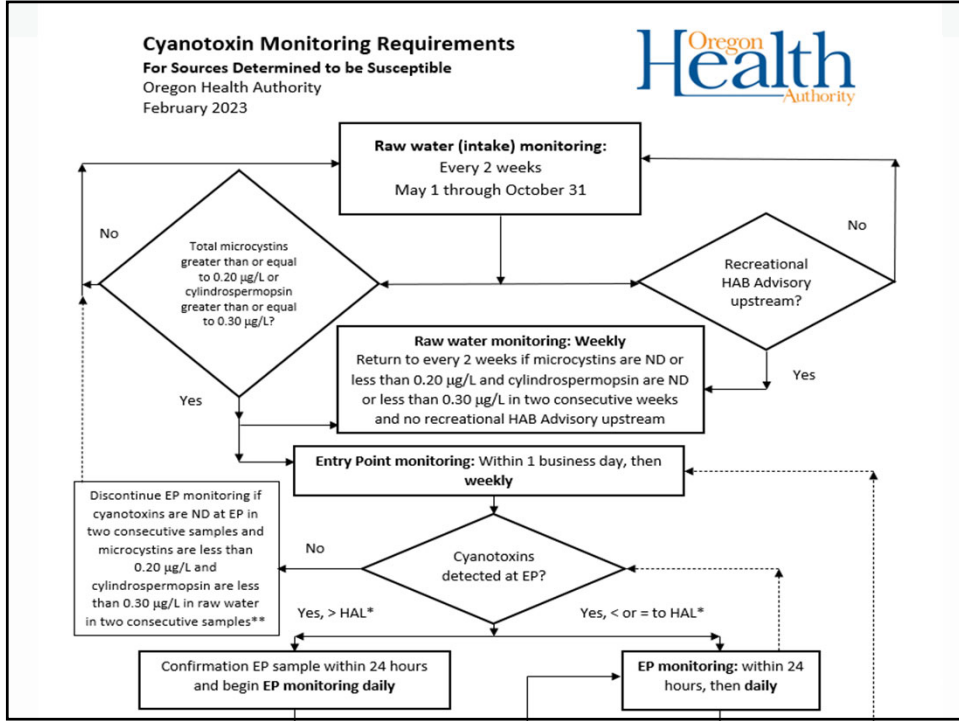 Cyanotoxin Monitoring Requirements
For Sources Determined to be Susceptible
Oregon Health Authority
February 2023
Oregon
Health
Authority
Raw water (intake) monitoring:
Every 2 weeks
May 1 through October 31
No
Total microcystins
greater than or equal
to 0.20 µg/L or
cylindrospermopsin
greater than or equal
to 0.30 µg/L?
No
Recreational
HAB Advisory
upstream?
Raw water monitoring: Weekly
Return to every 2 weeks if microcystins are ND or
less than 0.20 µg/L and cylindrospermopsin are ND
or less than 0.30 µg/L in two consecutive weeks
and no recreational HAB Advisory upstream
Yes
Yes
Entry Point monitoring: Within 1 business day, then
weekly
Discontinue EP monitoring if
cyanotoxins are ND at EP in
two consecutive samples and
microcystins are less than
0.20 µg/L and
cylindrospermopsin are less
than 0.30 µg/L in raw water
in two consecutive samples**
No
Cyanotoxins
detected at EP?
Yes, > HAL*
Yes, < or = to HAL*
Confirmation EP sample within 24 hours
and begin EP monitoring daily
EP monitoring: within 24
hours, then daily